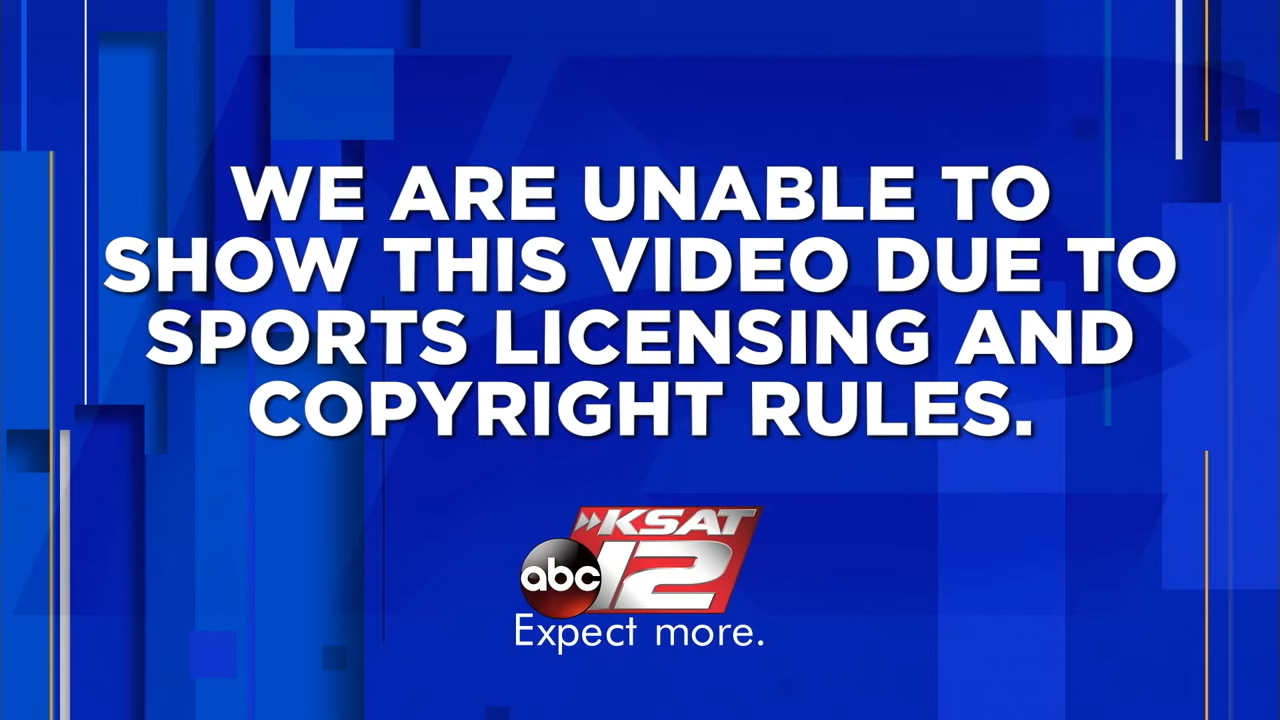 WE ARE UNABLE TO
SHOW THIS VIDEO DUE TO
SPORTS LICENSING AND
COPYRIGHT RULES.
KSAT
abc 12
Expect more.